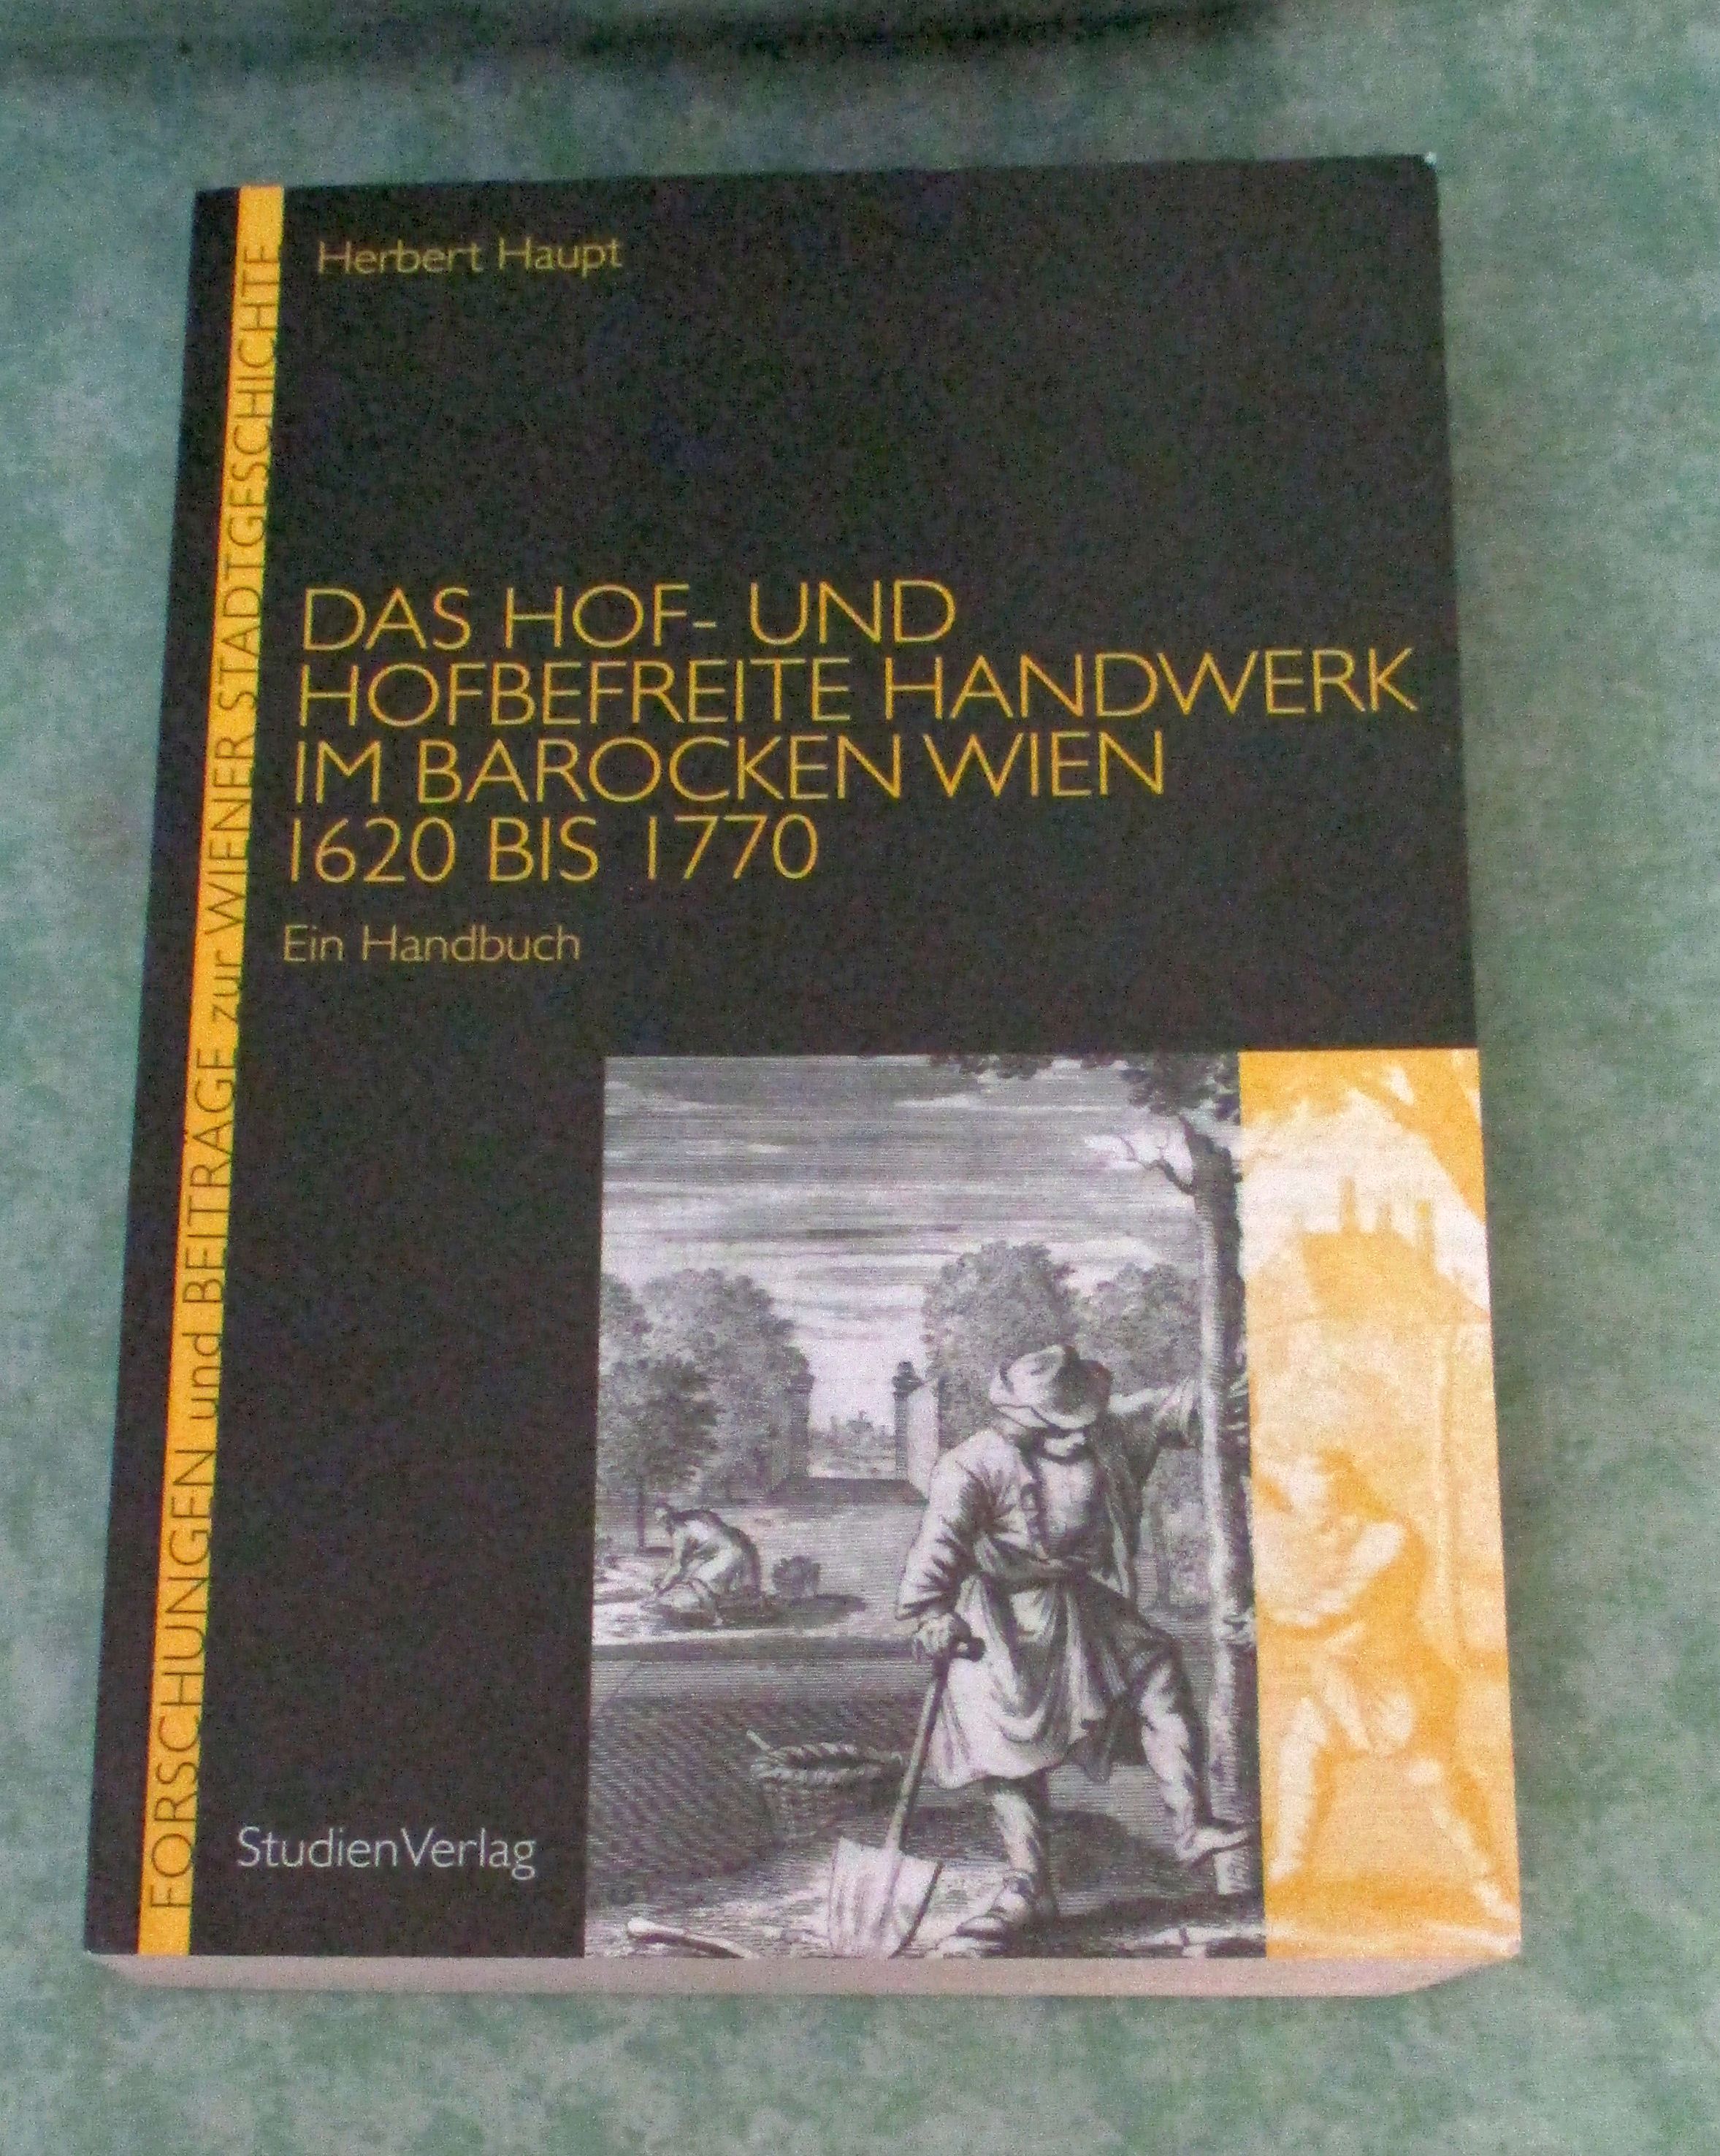 Herbert Haupt
DAS HOF- UND
HOFBEFREITE HANDWERK
IM BAROCKEN WIEN
1620 BIS 1770
Ein Handbuch
StudienVerlag
FORSCHUNGEN und BEITRÄGE zur WIENER STADTGESCHICHTE